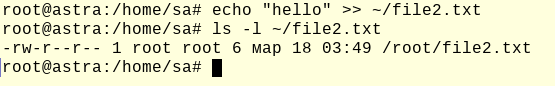 root@astra:/home/sa# echo "hello" >> ~/file2.txt
root@astra:/home/sa# ls -l ~/file2.txt
-rw-r--r-- 1 root root 6 мар 18 03:49 /root/file2.txt
root@astra:/home/sa#